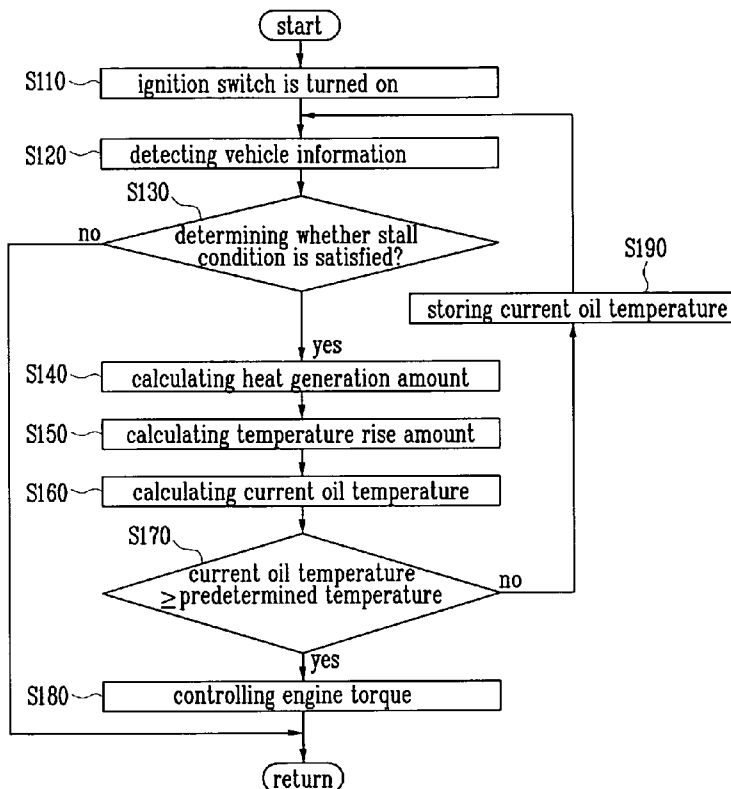 start
S110
ignition switch is turned on
S120
detecting vehicle information
S130
no
determining whether stall
condition is satisfied?
S190
storing current oil temperature
yes
S140
calculating heat generation amount
S150
calculating temperature rise amount
S160
calculating current oil temperature
S170
current oil temperature
≥predetermined temperature
no
yes
S180
controlling engine torque
return